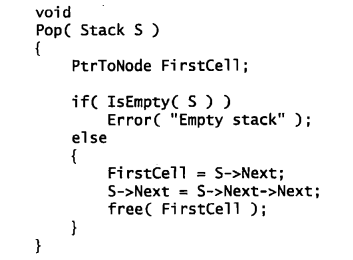 void
Pop( Stack S )
{
    PtrToNode FirstCell;

    if( IsEmpty( S ) )
        Error( "Empty stack" );
    else
    {
        FirstCell = S->Next;
        S->Next = S->Next->Next;
        free( FirstCell );
    }
}